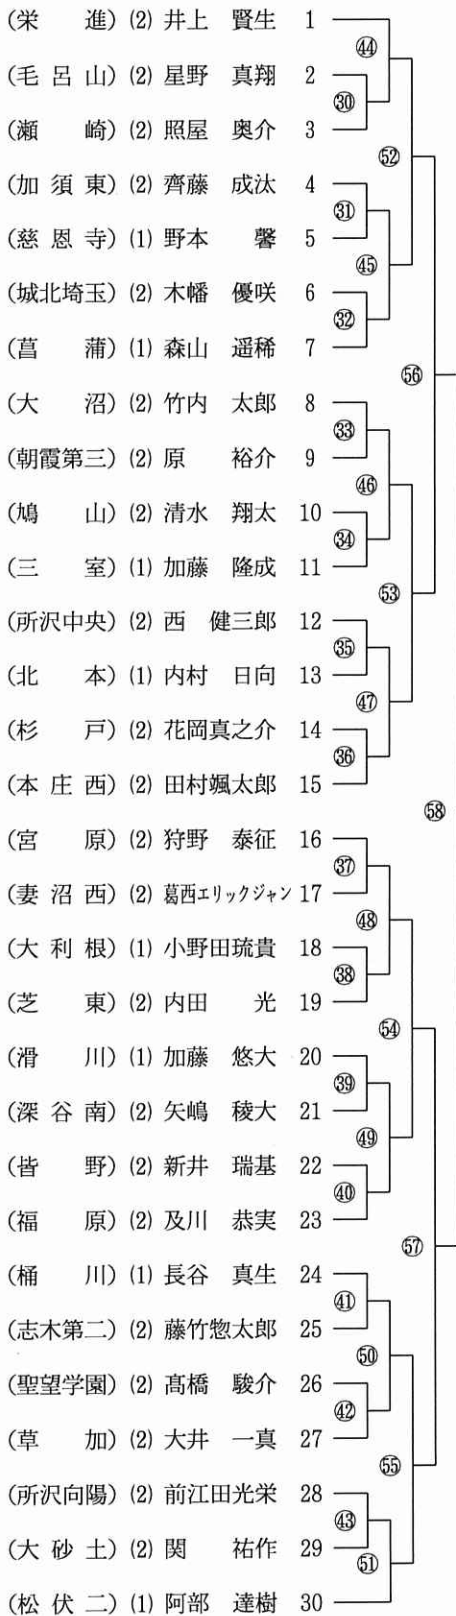 (栄進) (2) 井上 賢生 1
㊹
(毛呂山) (2) 星野 真翔 2
㉚
(瀬崎) (2) 照屋 奥介 3
52
(加須東) (2) 齊藤 成汰 4
㉛
(慈恩寺) (1) 野本 馨 5
㊺
(城北埼玉) (2) 木幡 優咲 6
㉜
(菖蒲) (1) 森山 遥稀 7
56
(大沼) (2) 竹内 太郎 8
㉝
(朝霞第三) (2) 原 裕介 9
㊻
(鳩山) (2) 清水 翔太 10
㉞
(三室) (1) 加藤 隆成 11
53
(所沢中央) (2) 西 健三郎 12
㉟
(北本) (1) 内村 日向 13
㊼
(杉戸) (2) 花岡真之介 14
㊱
(本庄西) (2) 田村颯太郎 15
58
(宮原) (2) 狩野 泰征 16
㊲
(妻沼西) (2) 葛西エリックジャン 17
㊽
(大利根) (1) 小野田琉貴 18
㊳
(芝東) (2) 内田 光 19
54
(滑川) (1) 加藤 悠大 20
㊴
(深谷南) (2) 矢嶋 稜大 21
㊾
(皆野) (2) 新井 瑞基 22
㊵
(福原) (2) 及川 恭実 23
57
(桶川) (1) 長谷 真生 24
㊶
(志木第二) (2) 藤竹惣太郎 25
㊿
(聖望学園) (2) 髙橋 駿介 26
㊷
(草加) (2) 大井 一真 27
55
(所沢向陽) (2) 前江田光栄 28
㊸
(大砂土) (2) 関 祐作 29
51
(松伏二) (1) 阿部 達樹 30